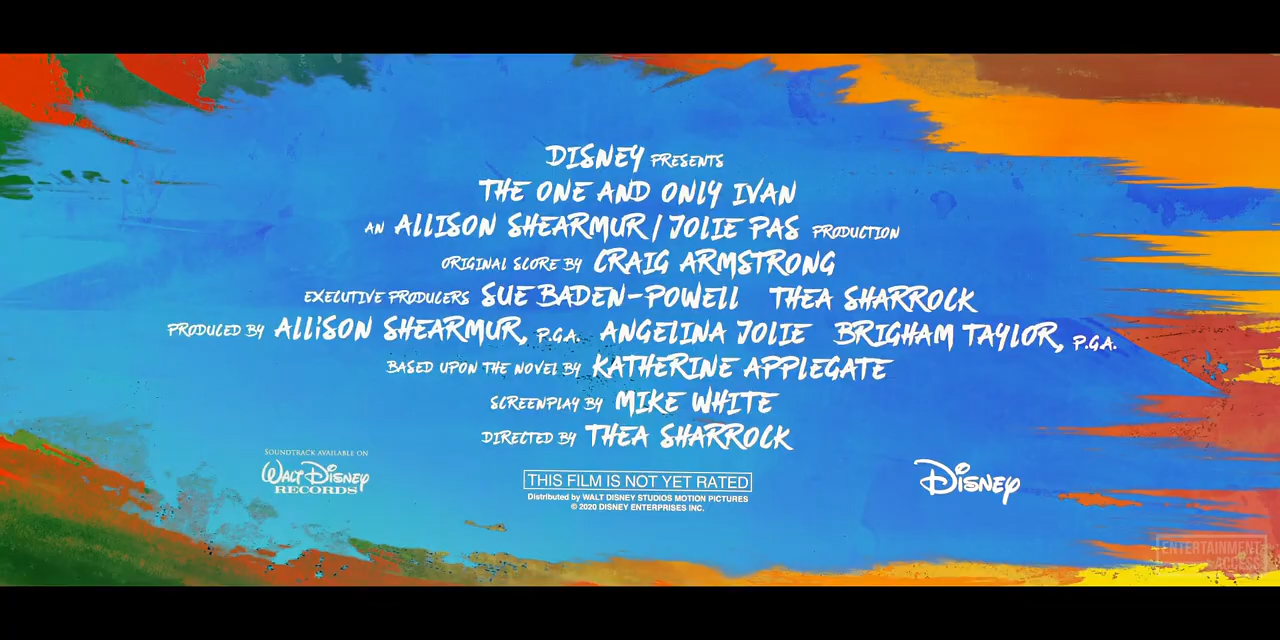 DISNEY PRESENTS
THE ONE AND ONLY IVAN
AN ALLISON SHEARMUR / JOLIE PAS PRODUCTION
ORIGINAL SCORE BY CRAIG ARMSTRONG
EXECUTIVE PRODUCERS SUE BADEN-POWELL THEA SHARROCK
PRODUCED BY ALLISON SHEARMUR, P.G.A. ANGELINA JOLIE BRIGHAM TAYLOR, P.G.A.
BASED UPON THE NOVEL BY KATHERINE APPLEGATE
SCREENPLAY BY MIKE WHITE
DIRECTED BY THEA SHARROCK
SOUNDTRACK AVAILABLE ON
WALT DISNEY
RECORDS
THIS FILM IS NOT YET RATED
Distributed by WALT DISNEY STUDIOS MOTION PICTURES
© 2020 DISNEY ENTERPRISES INC.
Disney
ENTERTAINMENT
ACCESS